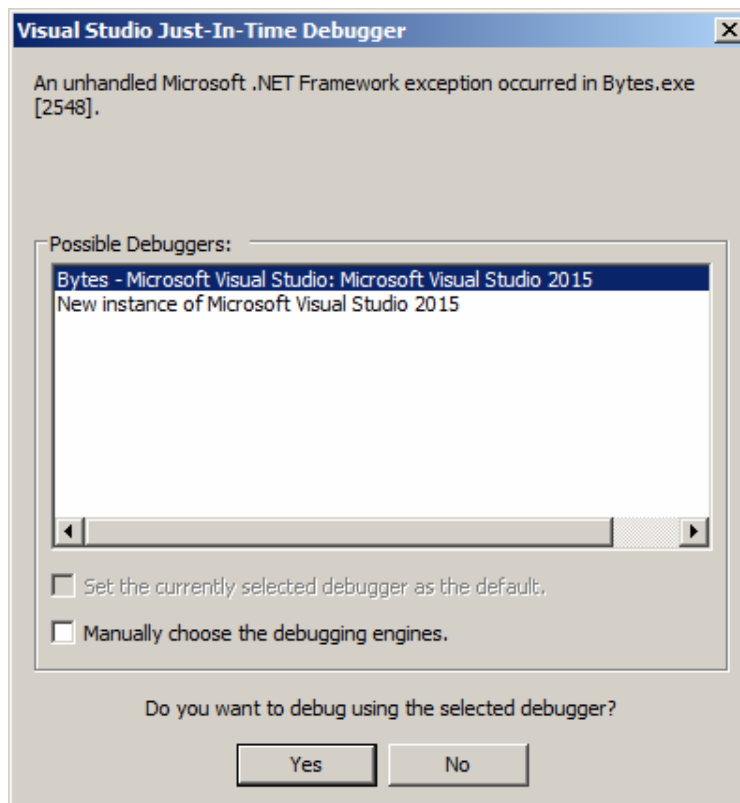 Visual Studio Just-In-Time Debugger
An unhandled Microsoft .NET Framework exception occurred in Bytes.exe
[2548].
Possible Debuggers:
Bytes - Microsoft Visual Studio: Microsoft Visual Studio 2015
New instance of Microsoft Visual Studio 2015
Set the currently selected debugger as the default.
Manually choose the debugging engines.
Do you want to debug using the selected debugger?
Yes No